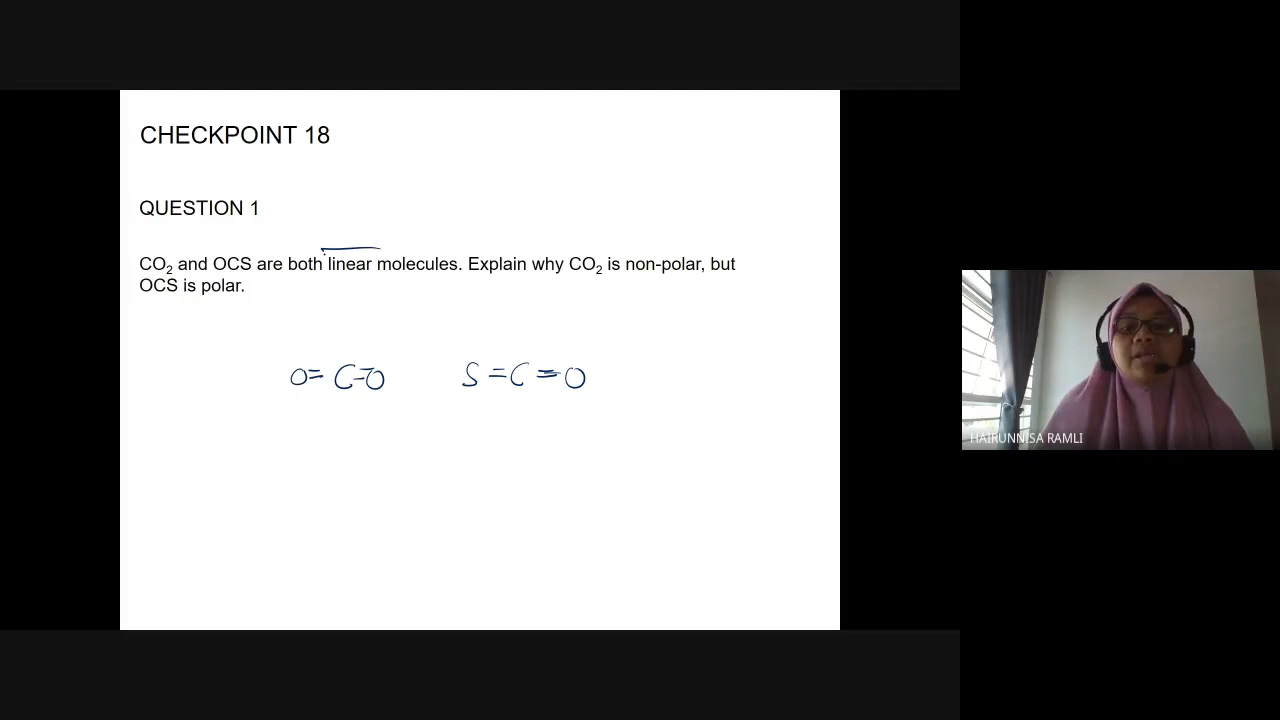 CHECKPOINT 18
QUESTION 1
CO₂ and OCS are both linear molecules. Explain why CO₂ is non-polar, but
OCS is polar.
O=C=O S=C=O
HAIRUNNISA RAMLI